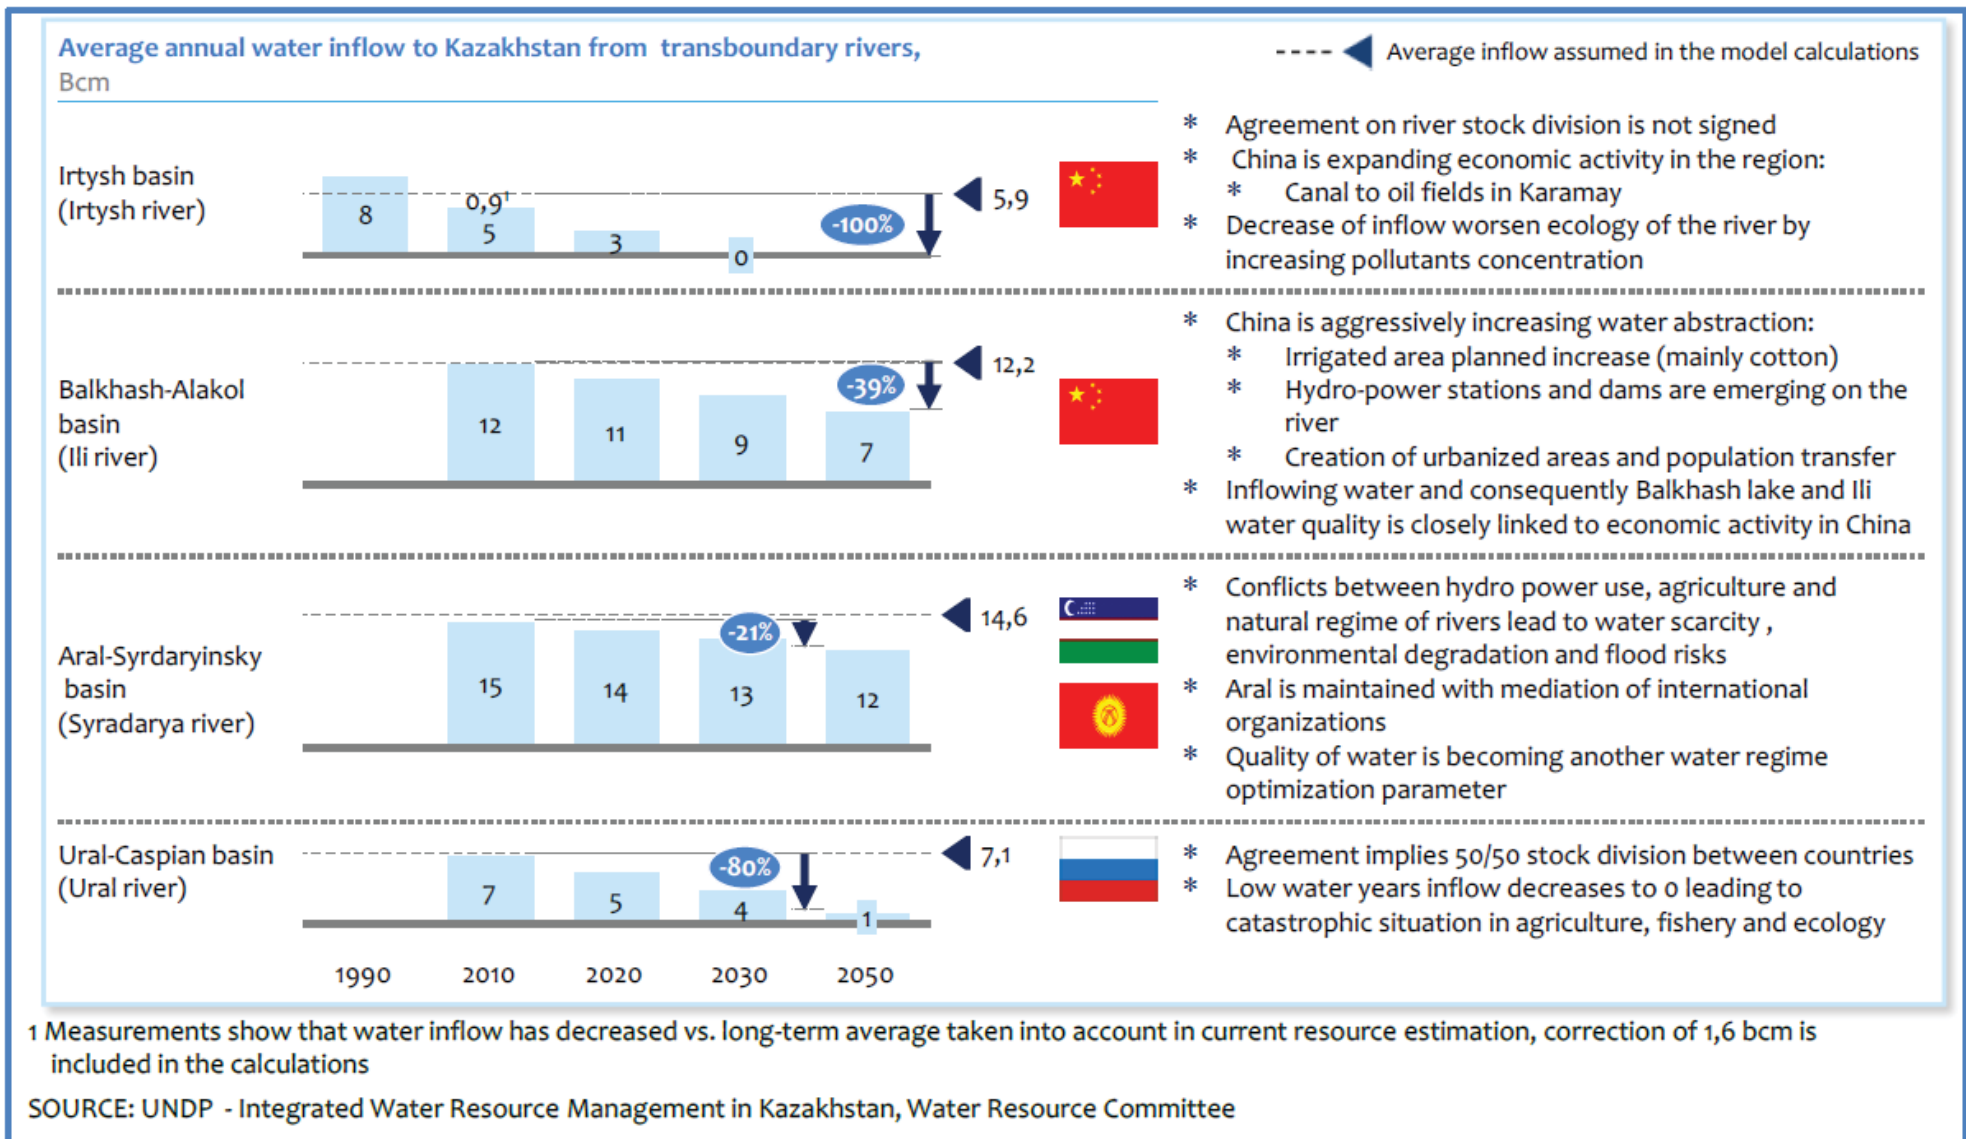 Average annual water inflow to Kazakhstan from transboundary rivers,
Bcm
Average inflow assumed in the model calculations
Irtysh basin
(Irtysh river)
8
0,9¹
5
3
0
-100%
5,9
* Agreement on river stock division is not signed
* China is expanding economic activity in the region:
* Canal to oil fields in Karamay
* Decrease of inflow worsen ecology of the river by
increasing pollutants concentration
Balkhash-Alakol
basin
(Ili river)
12
11
9
7
-39%
12,2
* China is aggressively increasing water abstraction:
* Irrigated area planned increase (mainly cotton)
* Hydro-power stations and dams are emerging on the
river
* Creation of urbanized areas and population transfer
* Inflowing water and consequently Balkhash lake and Ili
water quality is closely linked to economic activity in China
Aral-Syrdaryinsky
basin
(Syradarya river)
15
14
13
12
-21%
14,6
* Conflicts between hydro power use, agriculture and
natural regime of rivers lead to water scarcity ,
environmental degradation and flood risks
* Aral is maintained with mediation of international
organizations
* Quality of water is becoming another water regime
optimization parameter
Ural-Caspian basin
(Ural river)
7
5
4
1
-80%
7,1
* Agreement implies 50/50 stock division between countries
* Low water years inflow decreases to 0 leading to
catastrophic situation in agriculture, fishery and ecology
1990 2010 2020 2030 2050
1 Measurements show that water inflow has decreased vs. long-term average taken into account in current resource estimation, correction of 1,6 bcm is
included in the calculations
SOURCE: UNDP - Integrated Water Resource Management in Kazakhstan, Water Resource Committee